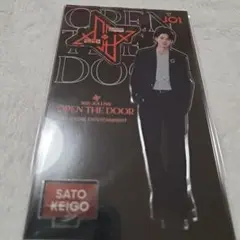 OPEN
THE
DOOR
JO1
OPEN THE DOOR
SATO
KEIGO